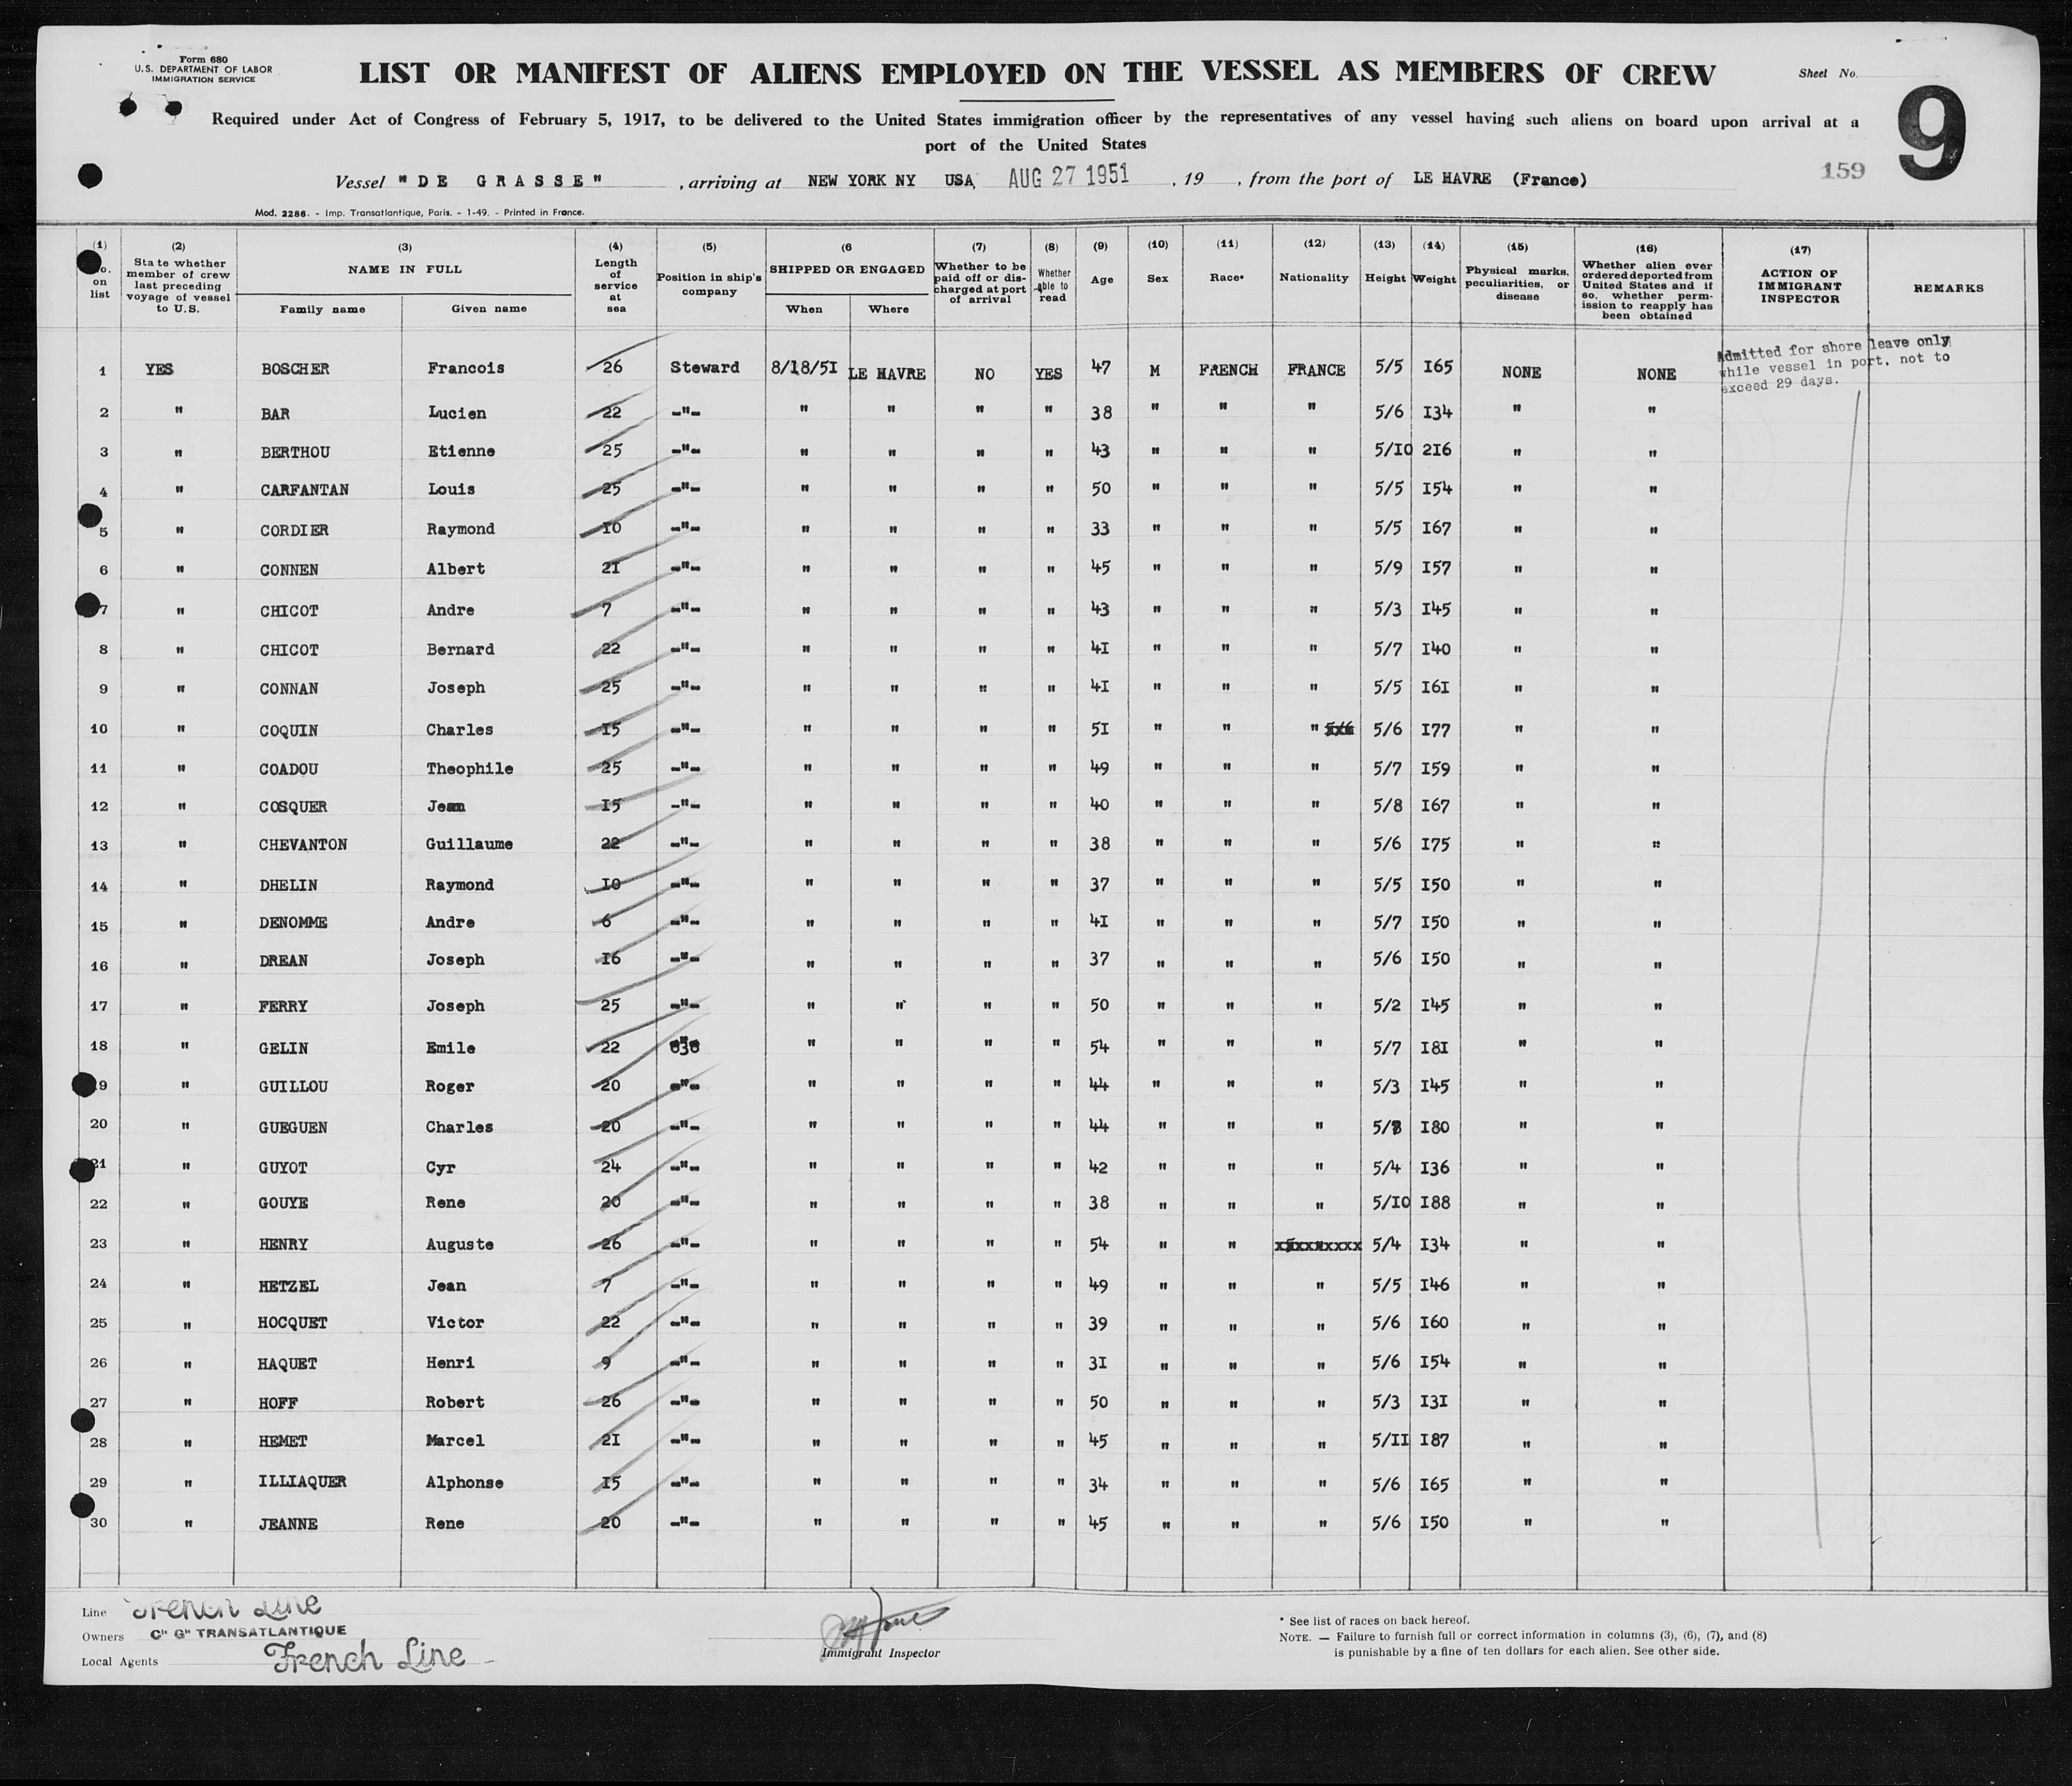 Form 680
U.S. DEPARTMENT OF LABOR
IMMIGRATION SERVICE
LIST OR MANIFEST OF ALIENS EMPLOYED ON THE VESSEL AS MEMBERS OF CREW
Sheet No.
9
Required under Act of Congress of February 5, 1917, to be delivered to the United States immigration officer by the representatives of any vessel having such aliens on board upon arrival at a
port of the United States
Vessel "DE GRASSE" , arriving at NEW YORK NY USA, AUG 27 1951 , 19 , from the port of LE HAVRE (France)
159
Mod. 2286. - Imp. Transatlantique, Paris. - 1-49. - Printed in France.
(1) (2) (3) (4) (5) (6 (7) (8) (9) (10) (11) (12) (13) (14) (15) (16) (17)
No. on list
State whether member of crew last preceding voyage of vessel to U.S.
NAME IN FULL
Family name Given name
Length of service at sea
Position in ship's company
SHIPPED OR ENGAGED
When Where
Whether to be paid off or discharged at port of arrival
Whether able to read
Age
Sex
Race*
Nationality
Height
Weight
Physical marks, peculiarities, or disease
Whether alien ever ordered deported from United States and if so, whether permission to reapply has been obtained
ACTION OF IMMIGRANT INSPECTOR
REMARKS
Admitted for shore leave only
while vessel in port, not to
exceed 29 days.
1 YES BOSCHER Francois 26 Steward 8/18/51 LE HAVRE NO YES 47 M FRENCH FRANCE 5/5 165 NONE NONE
2 " BAR Lucien 22 -"- " " " " 38 " " " 5/6 134 " "
3 " BERTHOU Etienne 25 -"- " " " " 43 " " " 5/10 216 " "
4 " CARFANTAN Louis 25 -"- " " " " 50 " " " 5/5 154 " "
5 " CORDIER Raymond 10 -"- " " " " 33 " " " 5/5 167 " "
6 " CONNEN Albert 21 -"- " " " " 45 " " " 5/9 157 " "
7 " CHICOT Andre 7 -"- " " " " 43 " " " 5/3 145 " "
8 " CHICOT Bernard 22 -"- " " " " 41 " " " 5/7 140 " "
9 " CONNAN Joseph 25 -"- " " " " 41 " " " 5/5 161 " "
10 " COQUIN Charles 15 -"- " " " " 51 " " " 5/6 177 " "
11 " COADOU Theophile 25 -"- " " " " 49 " " " 5/7 159 " "
12 " COSQUER Jean 15 -"- " " " " 40 " " " 5/8 167 " "
13 " CHEVANTON Guillaume 22 -"- " " " " 38 " " " 5/6 175 " "
14 " DHELIN Raymond 10 -"- " " " " 37 " " " 5/5 150 " "
15 " DENOMME Andre 6 -"- " " " " 41 " " " 5/7 150 " "
16 " DREAN Joseph 16 -"- " " " " 37 " " " 5/6 150 " "
17 " FERRY Joseph 25 -"- " " " " 50 " " " 5/2 145 " "
18 " GELIN Emile 22 " " " " 54 " " " 5/7 181 " "
19 " GUILLOU Roger 20 -"- " " " " 44 " " " 5/3 145 " "
20 " GUEGUEN Charles 20 -"- " " " " 44 " " " 180 " "
21 " GUYOT Cyr 24 -"- " " " " 42 " " " 5/4 136 " "
22 " GOUYE Rene 20 -"- " " " " 38 " " " 5/10 188 " "
23 " HENRY Auguste 26 -"- " " " " 54 " " 5/4 134 " "
24 " HETZEL Jean 7 -"- " " " " 49 " " " 5/5 146 " "
25 " HOCQUET Victor 22 -"- " " " " 39 " " " 5/6 160 " "
26 " HAQUET Henri 9 -"- " " " " 31 " " " 5/6 154 " "
27 " HOFF Robert 26 -"- " " " " 50 " " " 5/3 131 " "
28 " HEMET Marcel 21 -"- " " " " 45 " " " 5/11 187 " "
29 " ILLIAQUER Alphonse 15 -"- " " " " 34 " " " 5/6 165 " "
30 " JEANNE Rene 20 -"- " " " " 45 " " " 5/6 150 " "
Line French Line
Owners Cie Gle TRANSATLANTIQUE
Local Agents French Line
Immigrant Inspector
* See list of races on back hereof.
NOTE. — Failure to furnish full or correct information in columns (3), (6), (7), and (8)
is punishable by a fine of ten dollars for each alien. See other side.